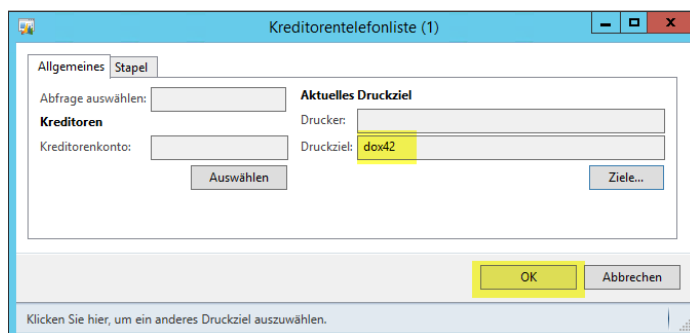 Kreditorentelefonliste (1)
Allgemeines Stapel
Abfrage auswählen:
Kreditoren
Kreditorenkonto:
Auswählen
Aktuelles Druckziel
Drucker:
Druckziel: dox42
Ziele...
OK Abbrechen
Klicken Sie hier, um ein anderes Druckziel auszuwählen.